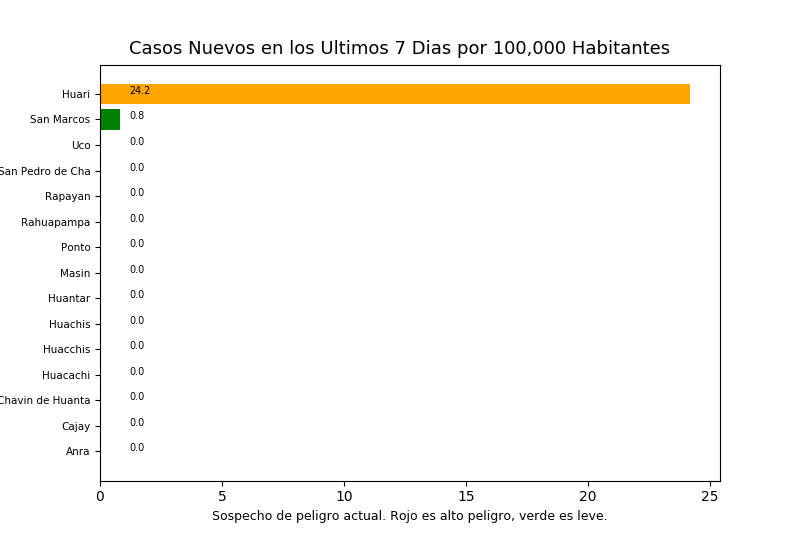 Casos Nuevos en los Ultimos 7 Dias por 100,000 Habitantes
Huari 24.2
San Marcos 0.8
Uco 0.0
San Pedro de Cha 0.0
Rapayan 0.0
Rahuapampa 0.0
Ponto 0.0
Masin 0.0
Huantar 0.0
Huachis 0.0
Huacchis 0.0
Huacachi 0.0
Chavin de Huanta 0.0
Cajay 0.0
Anra 0.0
0 5 10 15 20 25
Sospecho de peligro actual. Rojo es alto peligro, verde es leve.